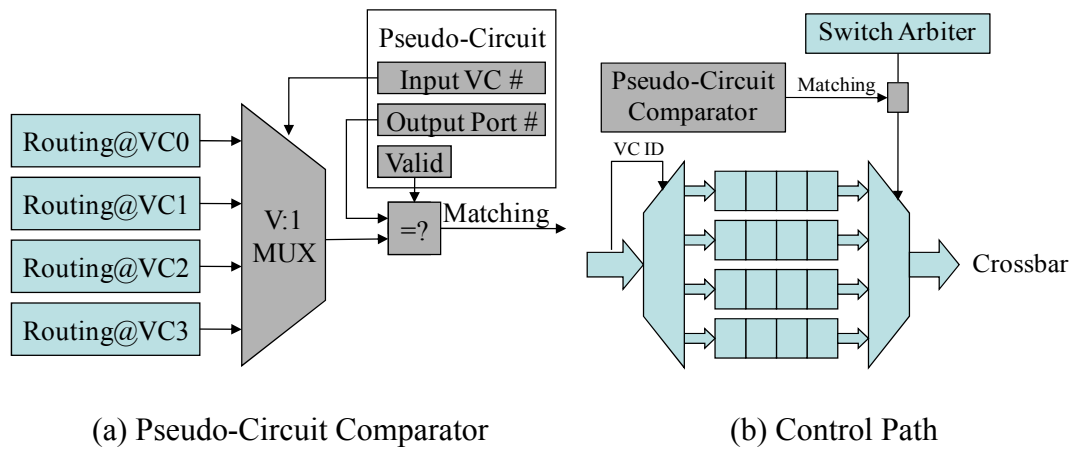 Pseudo-Circuit
Input VC #
Output Port #
Valid
Routing@VC0
Routing@VC1
Routing@VC2
Routing@VC3
V:1
MUX
=?
Matching
(a) Pseudo-Circuit Comparator
Switch Arbiter
Pseudo-Circuit
Comparator
Matching
VC ID
Crossbar
(b) Control Path